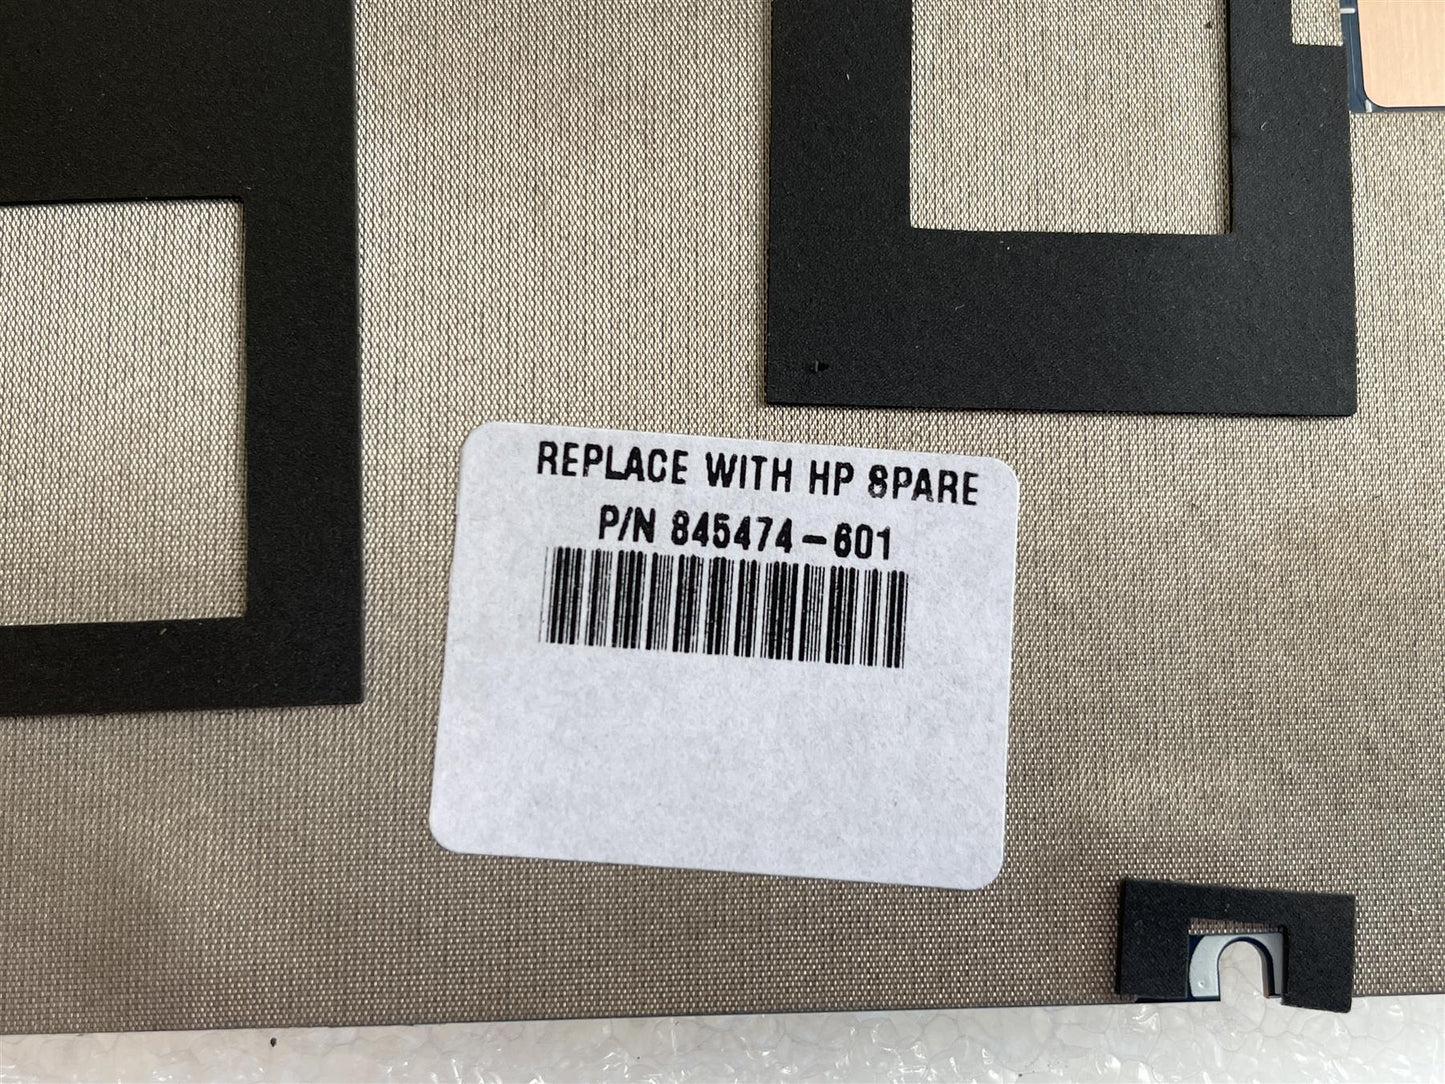 REPLACE WITH HP SPARE
P/N 845474-601